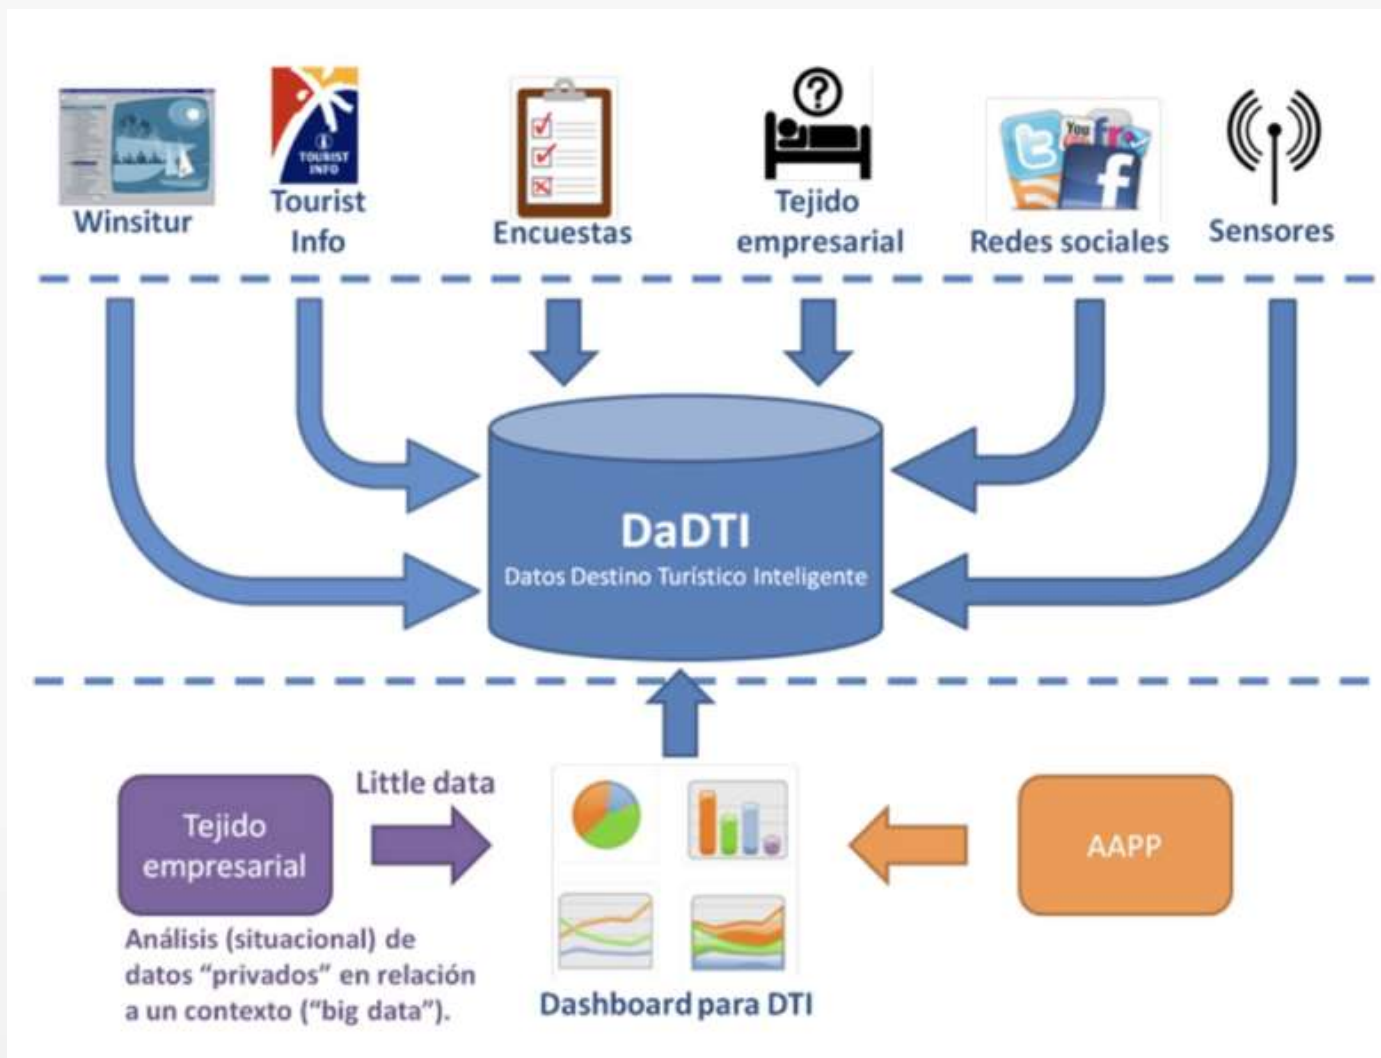 TOURIST
INFO
You
Winsitur
Tourist
Info
Encuestas
Tejido
empresarial
Redes sociales
Sensores
DaDTI
Datos Destino Turístico Inteligente
Little data
Tejido
empresarial
AAPP
Análisis (situacional) de
datos “privados” en relación
a un contexto (“big data”).
Dashboard para DTI